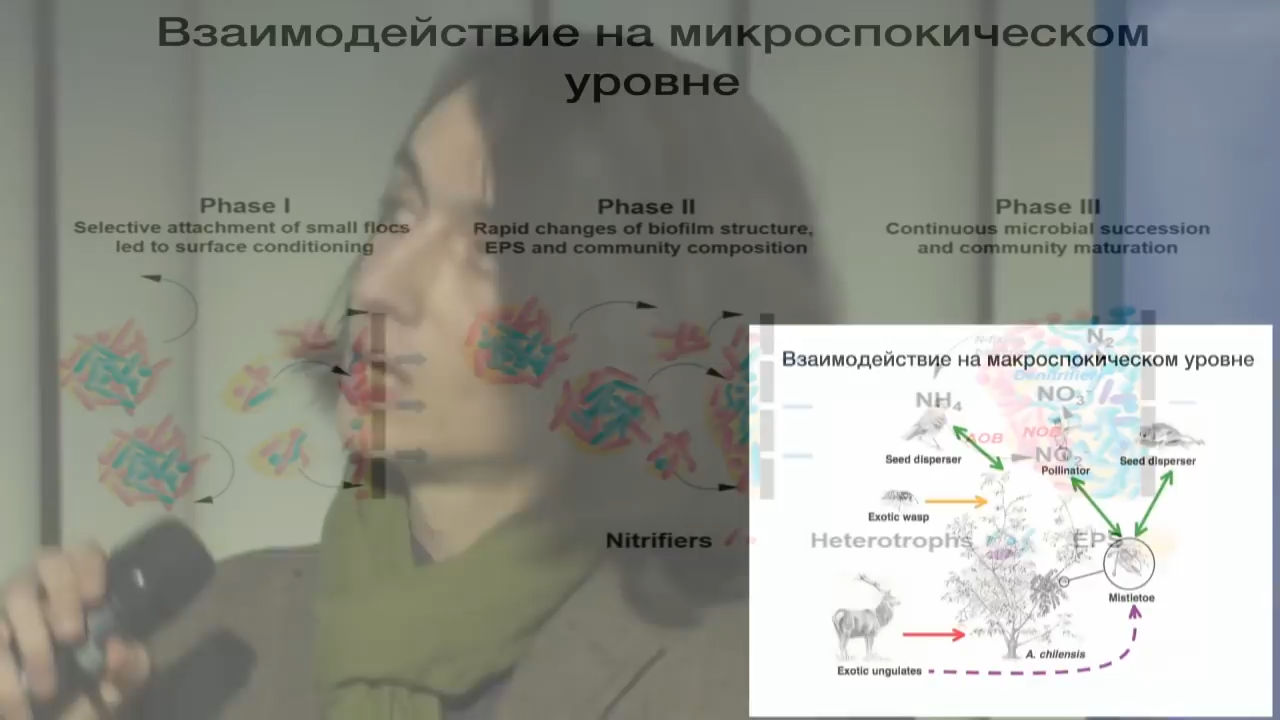 Взаимодействие на микроспокическом
уровне
Phase I
Selective attachment of small flocs
led to surface conditioning
Phase II
Rapid changes of biofilm structure,
EPS and community composition
Phase III
Continuous microbial succession
and community maturation
N₂
Взаимодействие на макроспокическом уровне
Denitrifiers
NH₄
NO₃⁻
AOB
NOB
NO₂
Seed disperser
Pollinator
Seed disperser
Exotic wasp
Nitrifiers
Heterotrophs
EPS
Mistletoe
A. chilensis
Exotic ungulates